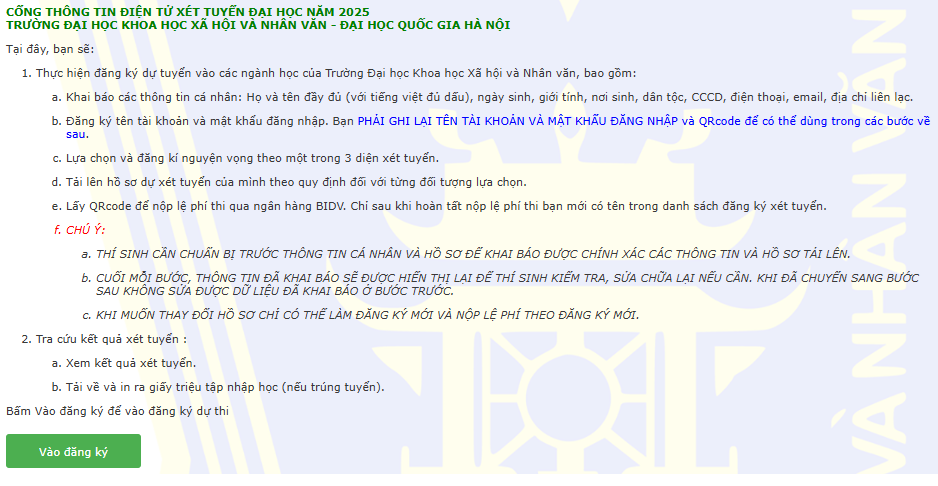 CỔNG THÔNG TIN ĐIỆN TỬ XÉT TUYỂN ĐẠI HỌC NĂM 2025
TRƯỜNG ĐẠI HỌC KHOA HỌC XÃ HỘI VÀ NHÂN VĂN - ĐẠI HỌC QUỐC GIA HÀ NỘI
Tại đây, bạn sẽ:
1. Thực hiện đăng ký dự tuyển vào các ngành học của Trường Đại học Khoa học Xã hội và Nhân văn, bao gồm:
a. Khai báo các thông tin cá nhân: Họ và tên đầy đủ (với tiếng việt đủ dấu), ngày sinh, giới tính, nơi sinh, dân tộc, CCCD, điện thoại, email, địa chỉ liên lạc.
b. Đăng ký tên tài khoản và mật khẩu đăng nhập. Bạn PHẢI GHI LẠI TÊN TÀI KHOẢN VÀ MẬT KHẨU ĐĂNG NHẬP và QRcode để có thể dùng trong các bước về
sau.
c. Lựa chọn và đăng kí nguyện vọng theo một trong 3 diện xét tuyển.
d. Tải lên hồ sơ dự xét tuyển của mình theo quy định đối với từng đối tượng lựa chọn.
e. Lấy QRcode để nộp lệ phí thi qua ngân hàng BIDV. Chỉ sau khi hoàn tất nộp lệ phí thi bạn mới có tên trong danh sách đăng ký xét tuyển.
f. CHÚ Ý:
a. THÍ SINH CẦN CHUẨN BỊ TRƯỚC THÔNG TIN CÁ NHÂN VÀ HỒ SƠ ĐỂ KHAI BÁO ĐƯỢC CHÍNH XÁC CÁC THÔNG TIN VÀ HỒ SƠ TẢI LÊN.
b. CUỐI MỖI BƯỚC, THÔNG TIN ĐÃ KHAI BÁO SẼ ĐƯỢC HIỂN THỊ LẠI ĐỂ THÍ SINH KIỂM TRA, SỬA CHỮA LẠI NẾU CẦN. KHI ĐÃ CHUYỂN SANG BƯỚC
SAU KHÔNG SỬA ĐƯỢC DỮ LIỆU ĐÃ KHAI BÁO Ở BƯỚC TRƯỚC.
c. KHI MUỐN THAY ĐỔI HỒ SƠ CHỈ CÓ THỂ LÀM ĐĂNG KÝ MỚI VÀ NỘP LỆ PHÍ THEO ĐĂNG KÝ MỚI.
2. Tra cứu kết quả xét tuyển :
a. Xem kết quả xét tuyển.
b. Tải về và in ra giấy triệu tập nhập học (nếu trúng tuyển).
Bấm Vào đăng ký để vào đăng ký dự thi
Vào đăng ký
VÀ NHÂN VĂN